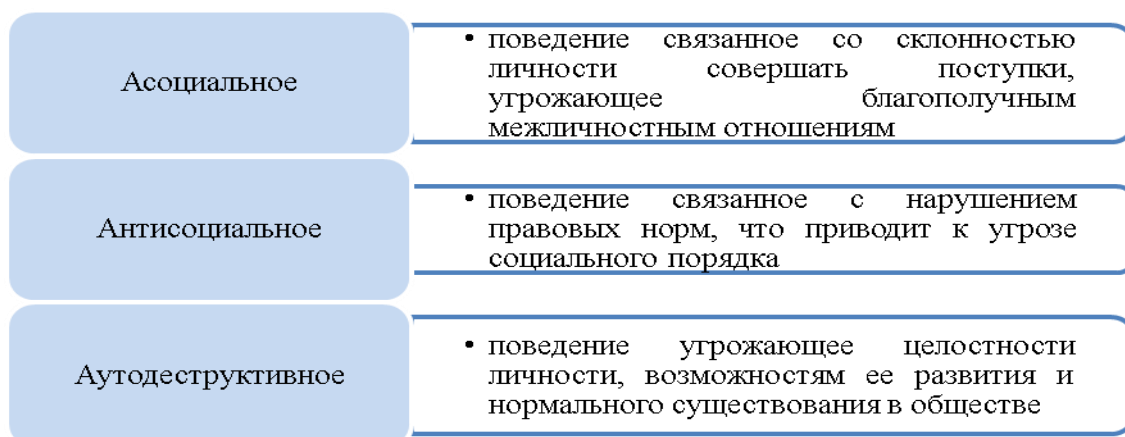 Асоциальное
• поведение связанное со склонностью
личности совершать поступки,
угрожающее благополучным
межличностным отношениям
Антисоциальное
• поведение связанное с нарушением
правовых норм, что приводит к угрозе
социального порядка
Аутодеструктивное
• поведение угрожающее целостности
личности, возможностям ее развития и
нормального существования в обществе